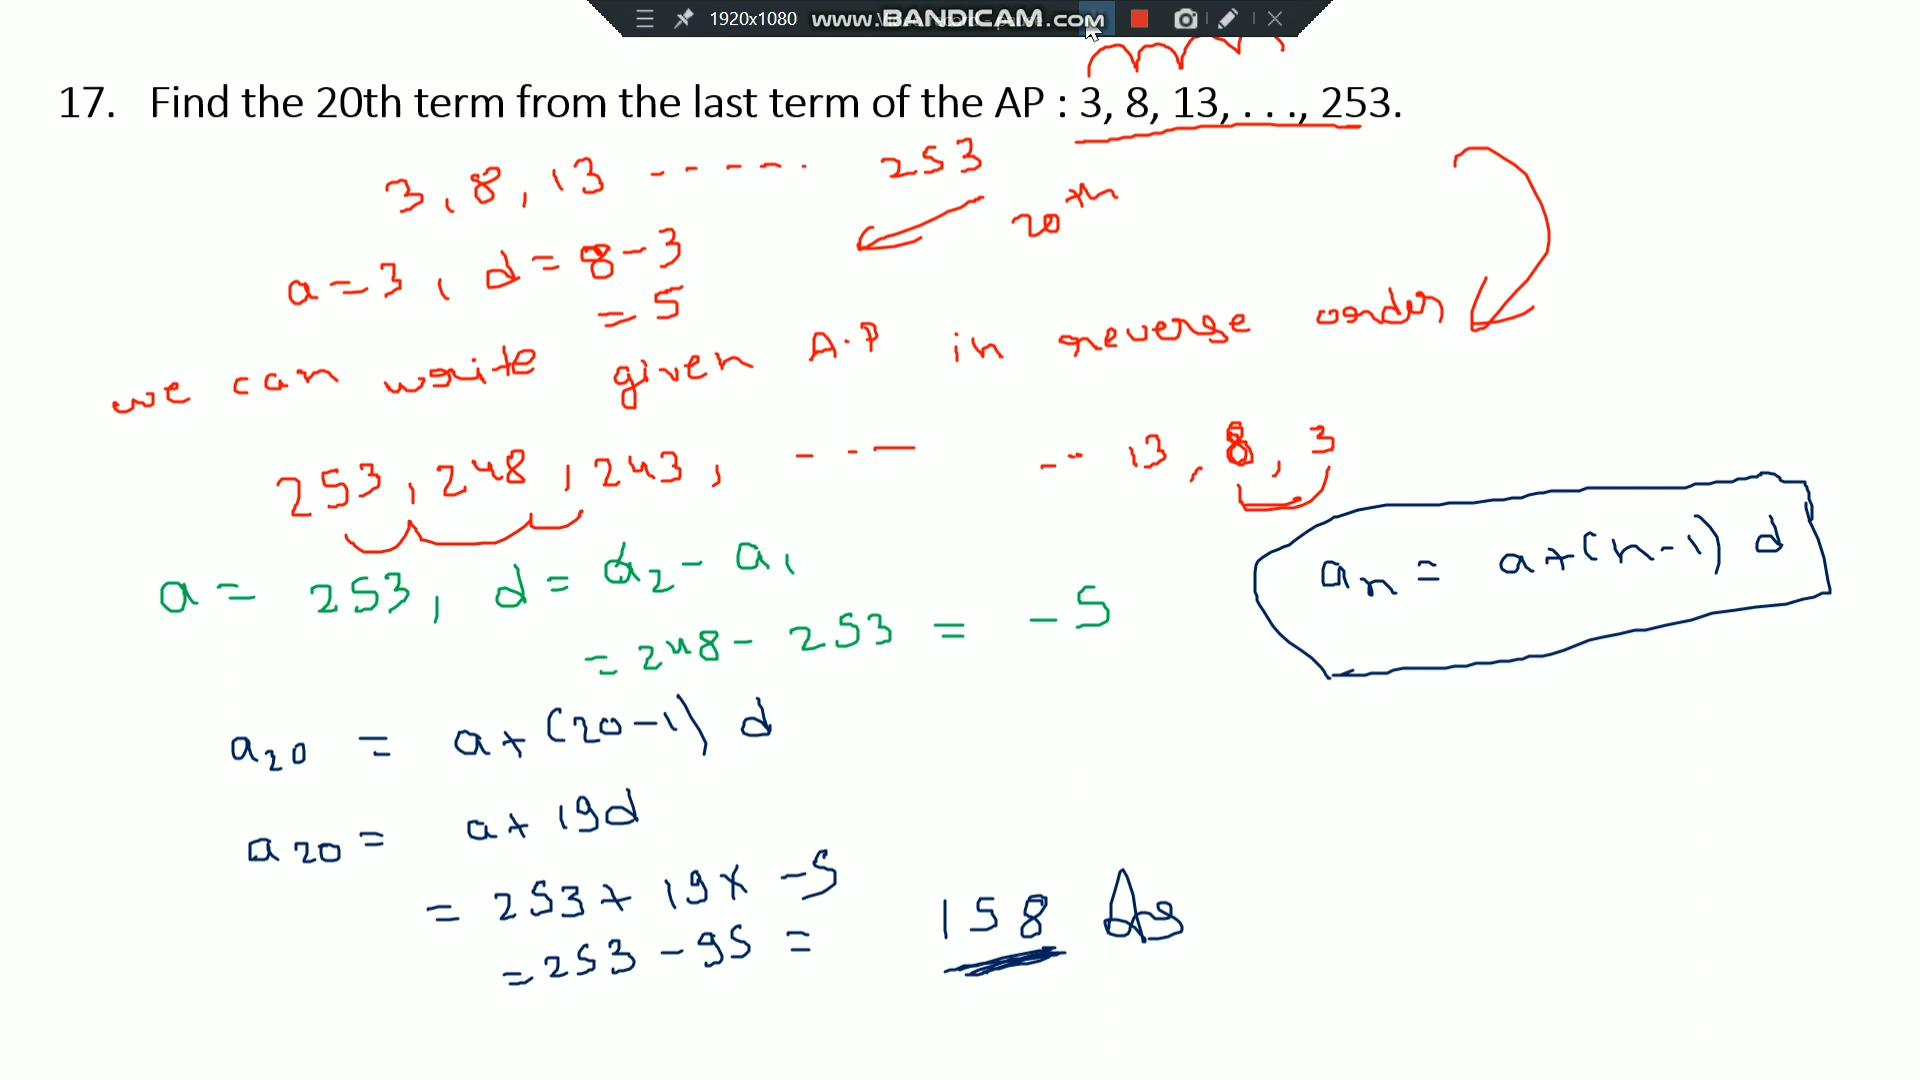 1920x1080 www.BANDICAM.com
17. Find the 20th term from the last term of the AP : 3, 8, 13, . . ., 253.
3, 8, 13 ------. 253
20th
a = 3, d = 8 - 3
= 5
we can write given A.P in reverse order
253, 248, 243, - - — -- 13, 8, 3
a = 253, d = a2 - a1
= 248 - 253 = -5
an = a+(n-1) d
a20 = a+(20-1) d
a20 = a+ 19d
= 253+ 19x -5
= 253 - 95 = 158 Ans